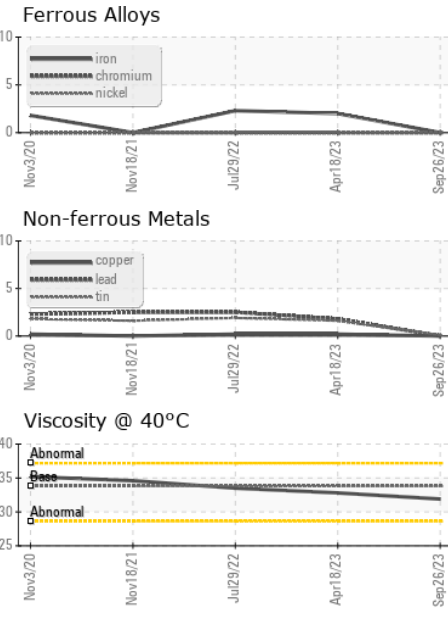 Ferrous Alloys
10
5
0
iron
chromium
nickel
Nov3/20
Nov18/21
Jul29/22
Apr18/23
Sep26/23
Non-ferrous Metals
10
5
0
copper
lead
tin
Nov3/20
Nov18/21
Jul29/22
Apr18/23
Sep26/23
Viscosity @ 40°C
40
35
30
25
Abnormal
Base
Abnormal
Nov3/20
Nov18/21
Jul29/22
Apr18/23
Sep26/23